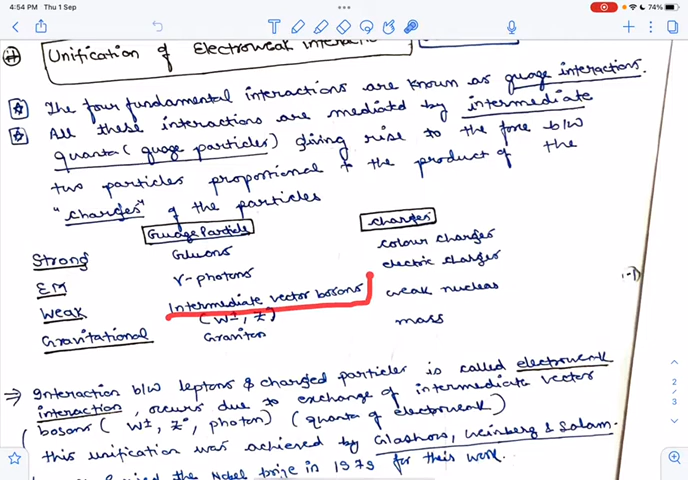 4:54 PM Thu 1 Sep
74%
Unification of Electroweak
The four fundamental interactions are known as guage interactions.
All these interactions are mediated by intermediate
quanta (guage particles) giving rise to the force b/w
two particles proportional to the product of the
"charges" of the particles
Guage Particle charges
Strong Gluons colour charges
EM γ-photons electric charges
Weak Intermediate vector bosons weak nucleus
(W±, Z°)
Gravitational Graviton mass
⇒ Interaction b/w leptons & charged particles is called electroweak
interaction, occurs due to exchange of intermediate vector
bosons (W±, Z°, photon) (quanta of electroweak)
this unification was achieved by Glashow, Weinberg & Salam.
the Nobel prize in 1979 for this work.
2
3